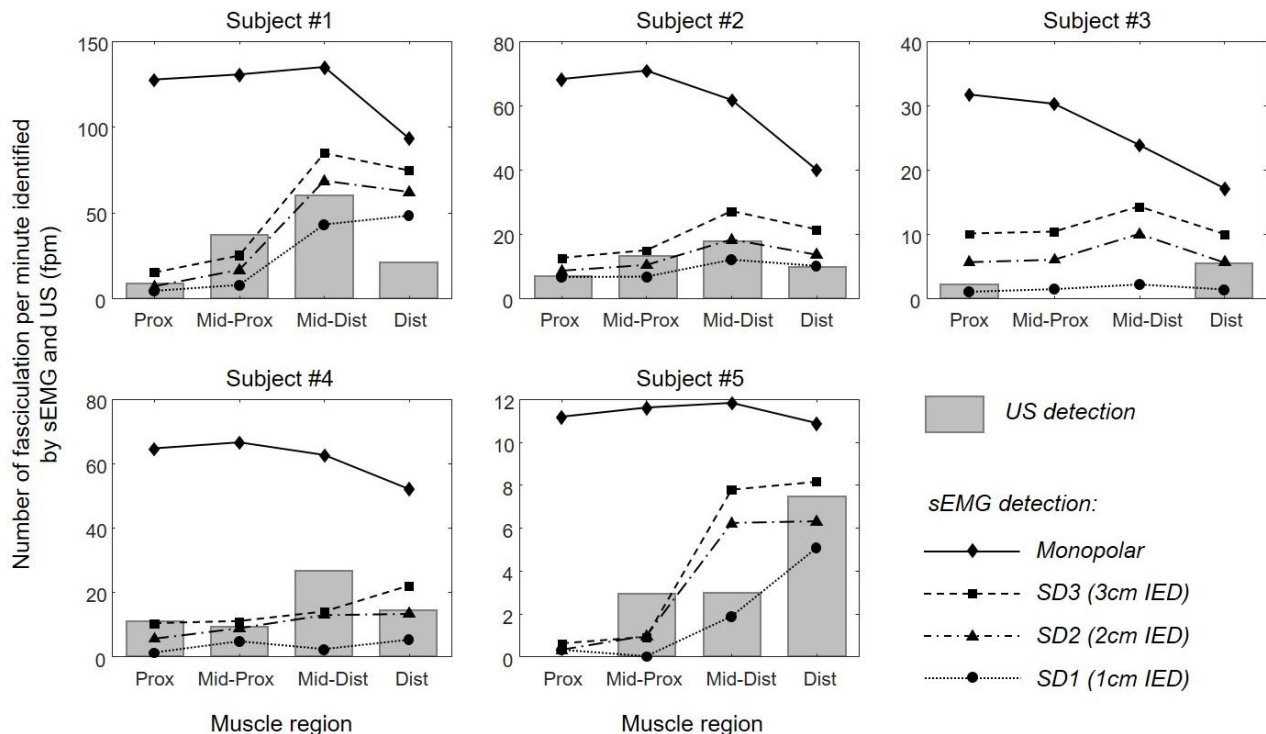 Number of fasciculation per minute identified
by sEMG and US (fpm)
Subject #1
150
100
50
0
Prox Mid-Prox Mid-Dist Dist
Subject #2
80
60
40
20
0
Prox Mid-Prox Mid-Dist Dist
Subject #3
40
30
20
10
0
Prox Mid-Prox Mid-Dist Dist
Subject #4
80
60
40
20
0
Prox Mid-Prox Mid-Dist Dist
Muscle region
Subject #5
12
10
8
6
4
2
0
Prox Mid-Prox Mid-Dist Dist
Muscle region
US detection
sEMG detection:
Monopolar
SD3 (3cm IED)
SD2 (2cm IED)
SD1 (1cm IED)